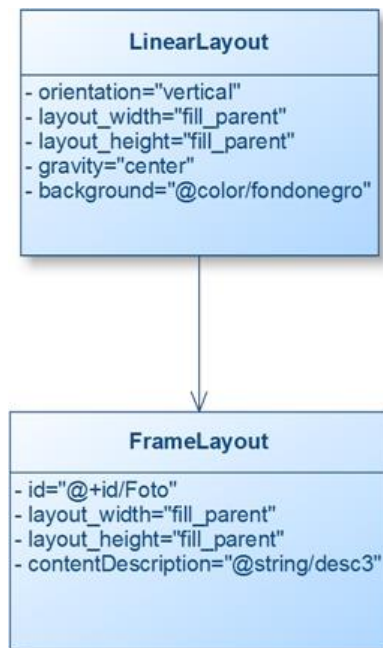 LinearLayout
- orientation="vertical"
- layout_width="fill_parent"
- layout_height="fill_parent"
- gravity="center"
- background="@color/fondonegro"
FrameLayout
- id="@+id/Foto"
- layout_width="fill_parent"
- layout_height="fill_parent"
- contentDescription="@string/desc3"